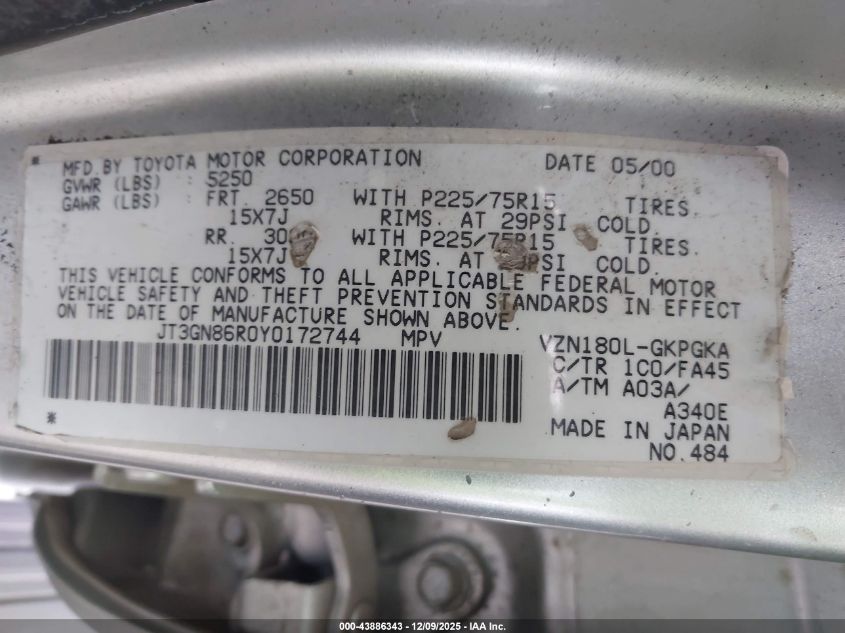 MFD.BY TOYOTA MOTOR CORPORATION DATE 05/00
GVWR (LBS) : 5250
GAWR (LBS) : FRT. 2650 WITH P225/75R15 TIRES.
15X7J RIMS. AT 29PSI COLD.
RR. WITH P225/75R15 TIRES.
15X7J RIMS. AT COLD.
THIS VEHICLE CONFORMS TO ALL APPLICABLE FEDERAL MOTOR
VEHICLE SAFETY AND THEFT PREVENTION STANDARDS IN EFFECT
ON THE DATE OF MANUFACTURE SHOWN ABOVE.
JT3GN86R0Y0172744 MPV VZN180L-GKPGKA
C/TR 1C0/FA45
A/TM A03A/
A340E
MADE IN JAPAN
NO.484
000-43886343 - 12/09/2025 - IAA Inc.